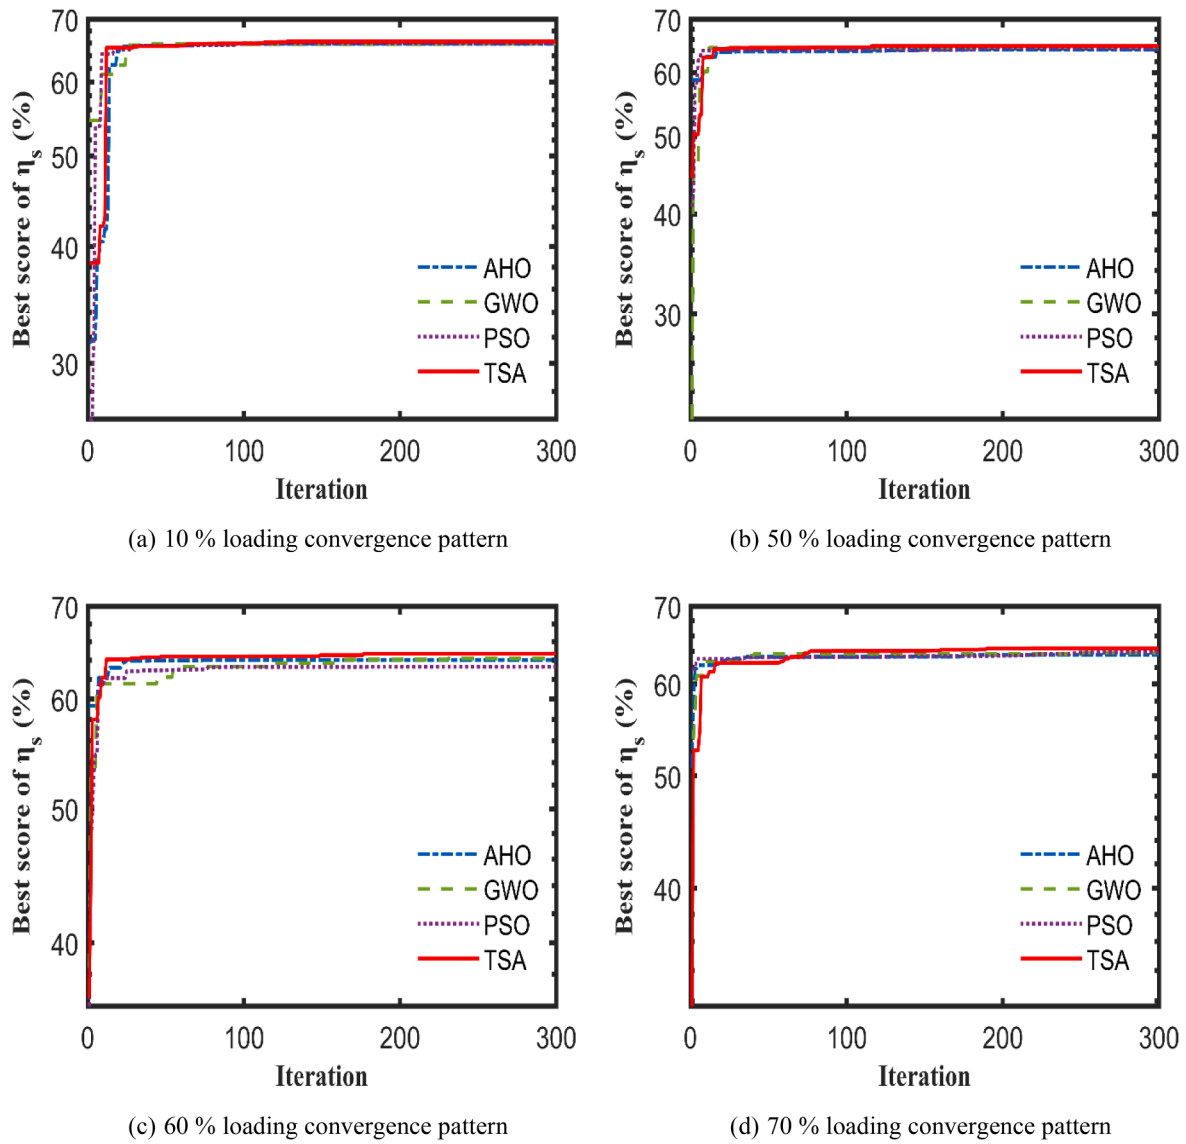 70
60
50
40
30
Best score of ηs (%)
AHO
GWO
PSO
TSA
0 100 200 300
Iteration
(a) 10 % loading convergence pattern
70
60
50
40
30
Best score of ηs (%)
AHO
GWO
PSO
TSA
0 100 200 300
Iteration
(b) 50 % loading convergence pattern
70
60
50
40
Best score of ηs (%)
AHO
GWO
PSO
TSA
0 100 200 300
Iteration
(c) 60 % loading convergence pattern
70
60
50
40
Best score of ηs (%)
AHO
GWO
PSO
TSA
0 100 200 300
Iteration
(d) 70 % loading convergence pattern